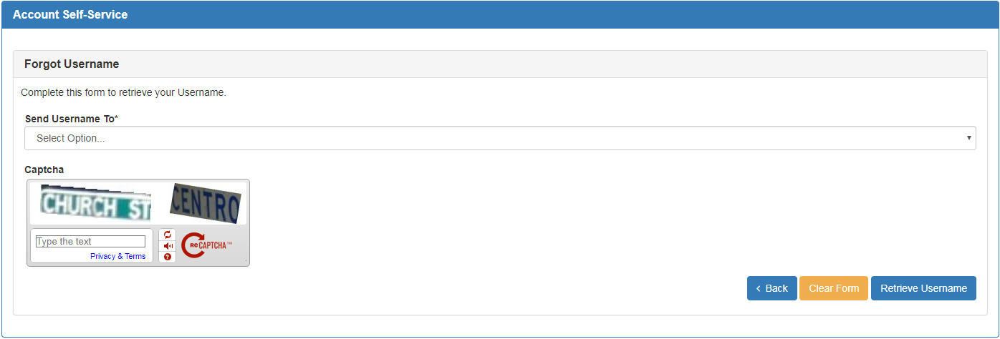 Account Self-Service
Forgot Username
Complete this form to retrieve your Username.
Send Username To*
Select Option...
Captcha
CHURCH ST CENTRO
Type the text
Privacy & Terms
reCAPTCHA™
< Back Clear Form Retrieve Username